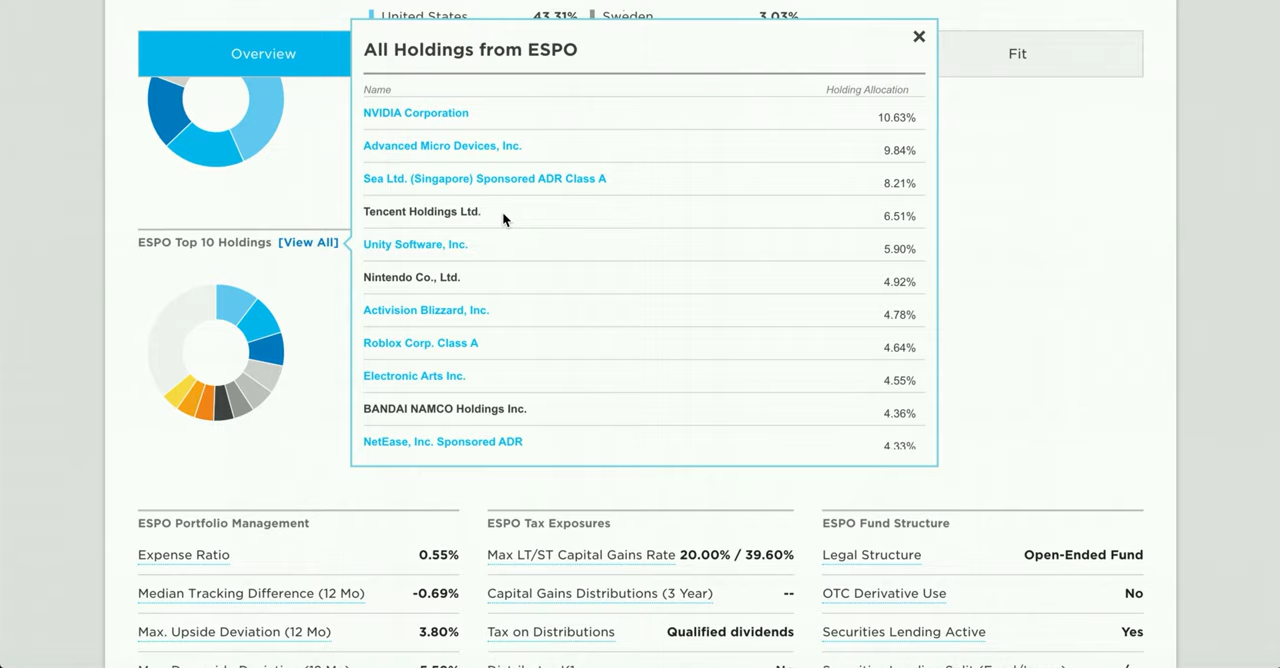 United States 43.31% Sweden 3.03%
Overview
Fit
All Holdings from ESPO
Name Holding Allocation
NVIDIA Corporation 10.63%
Advanced Micro Devices, Inc. 9.84%
Sea Ltd. (Singapore) Sponsored ADR Class A 8.21%
Tencent Holdings Ltd. 6.51%
Unity Software, Inc. 5.90%
Nintendo Co., Ltd. 4.92%
Activision Blizzard, Inc. 4.78%
Roblox Corp. Class A 4.64%
Electronic Arts Inc. 4.55%
BANDAI NAMCO Holdings Inc. 4.36%
NetEase, Inc. Sponsored ADR 4.33%
ESPO Top 10 Holdings [View All]
ESPO Portfolio Management
Expense Ratio 0.55%
Median Tracking Difference (12 Mo) -0.69%
Max. Upside Deviation (12 Mo) 3.80%
ESPO Tax Exposures
Max LT/ST Capital Gains Rate 20.00% / 39.60%
Capital Gains Distributions (3 Year) --
Tax on Distributions Qualified dividends
ESPO Fund Structure
Legal Structure Open-Ended Fund
OTC Derivative Use No
Securities Lending Active Yes